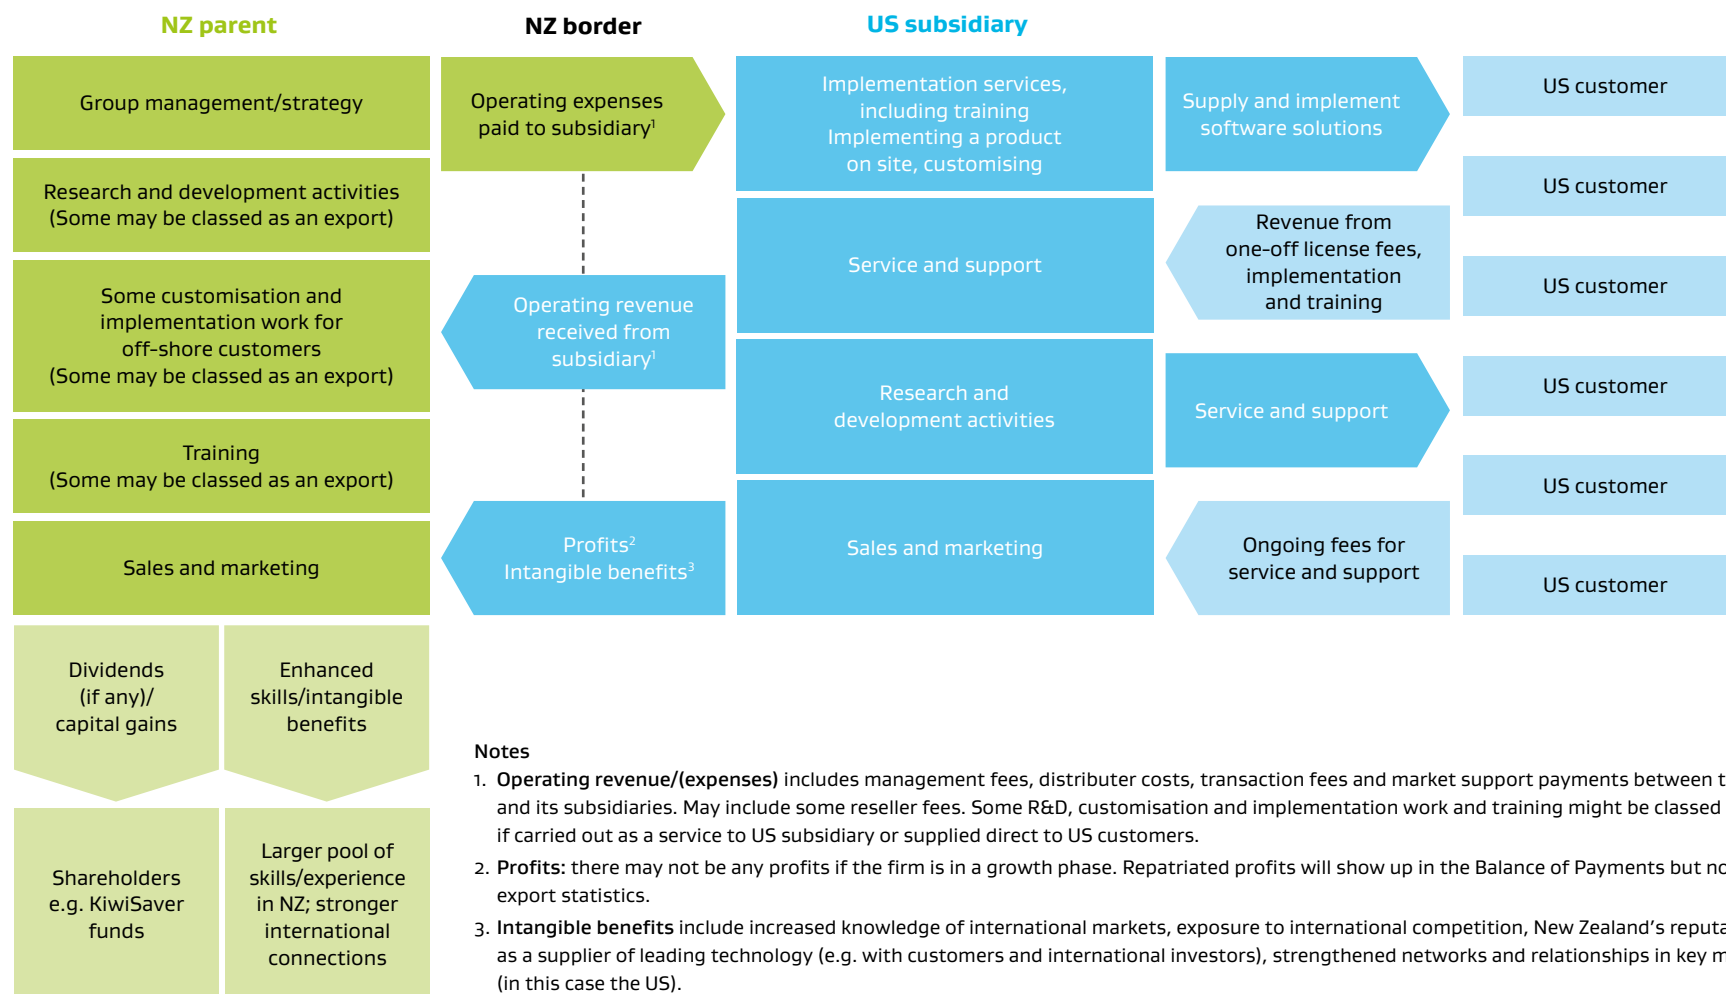 NZ parent
NZ border
US subsidiary
Group management/strategy
Research and development activities
(Some may be classed as an export)
Some customisation and
implementation work for
off-shore customers
(Some may be classed as an export)
Training
(Some may be classed as an export)
Sales and marketing
Dividends
(if any)/
capital gains
Enhanced
skills/intangible
benefits
Shareholders
e.g. KiwiSaver
funds
Larger pool of
skills/experience
in NZ; stronger
international
connections
Operating expenses
paid to subsidiary1
Operating revenue
received from
subsidiary1
Profits2
Intangible benefits3
Implementation services,
including training
Implementing a product
on site, customising
Service and support
Research and
development activities
Sales and marketing
Supply and implement
software solutions
Revenue from
one-off license fees,
implementation
and training
Service and support
Ongoing fees for
service and support
US customer
US customer
US customer
US customer
US customer
US customer
Notes
1. Operating revenue/(expenses) includes management fees, distributer costs, transaction fees and market support payments between
and its subsidiaries. May include some reseller fees. Some R&D, customisation and implementation work and training might be classed
if carried out as a service to US subsidiary or supplied direct to US customers.
2. Profits: there may not be any profits if the firm is in a growth phase. Repatriated profits will show up in the Balance of Payments but
export statistics.
3. Intangible benefits include increased knowledge of international markets, exposure to international competition, New Zealand's
as a supplier of leading technology (e.g. with customers and international investors), strengthened networks and relationships in key
(in this case the US).